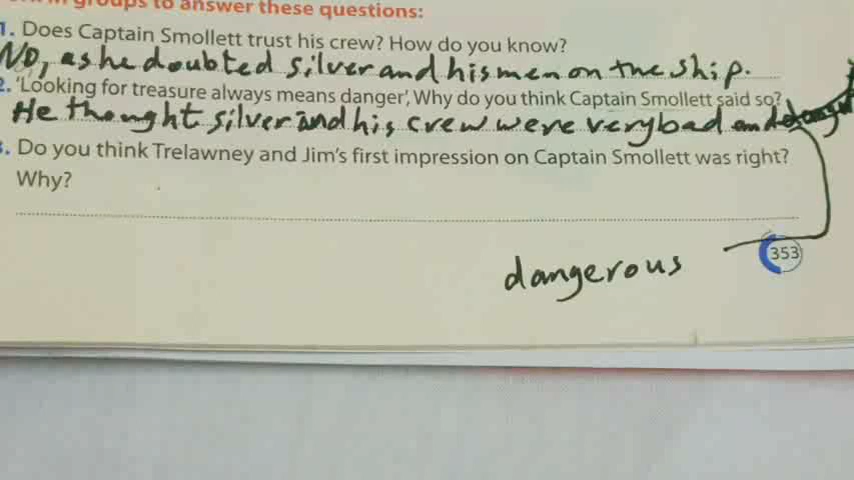 in groups to answer these questions:
1. Does Captain Smollett trust his crew? How do you know?
No, as he doubted silver and his men on the ship.
2. 'Looking for treasure always means danger', Why do you think Captain Smollett said so?
He thought silver and his crew were very bad and
3. Do you think Trelawney and Jim's first impression on Captain Smollett was right?
Why?
353
dangerous